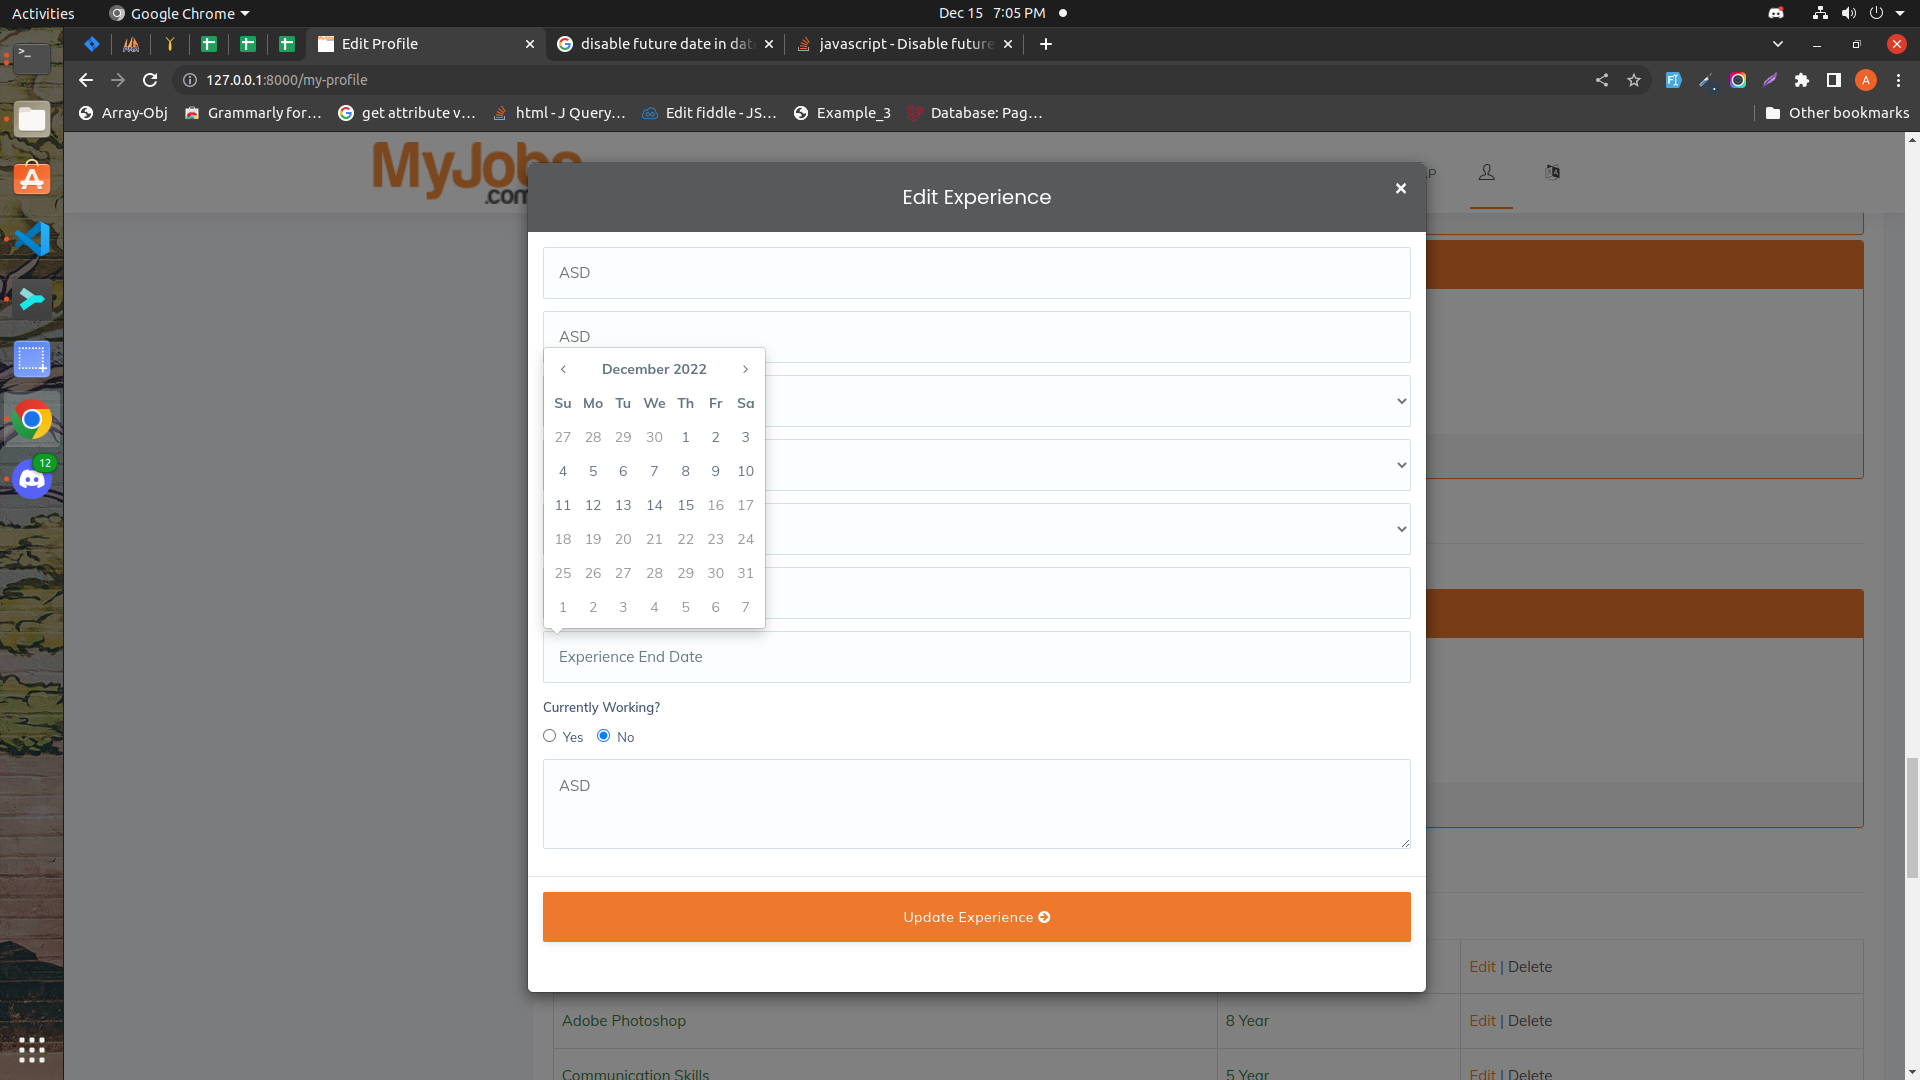 Activities
Google Chrome
Dec 15 7:05 PM
Edit Profile
disable future date in dat
javascript - Disable future
127.0.0.1:8000/my-profile
A
Array-Obj
Grammarly for…
get attribute v…
html - J Query…
Edit fiddle - JS…
Example_3
Database: Pag…
Other bookmarks
MyJobs
.com
P
Edit Experience
×
ASD
ASD
December 2022
Su Mo Tu We Th Fr Sa
27 28 29 30 1 2 3
4 5 6 7 8 9 10
11 12 13 14 15 16 17
18 19 20 21 22 23 24
25 26 27 28 29 30 31
1 2 3 4 5 6 7
Experience End Date
Currently Working?
Yes No
ASD
Update Experience
Edit | Delete
Adobe Photoshop 8 Year Edit | Delete
Communication Skills 5 Year Edit | Delete
12